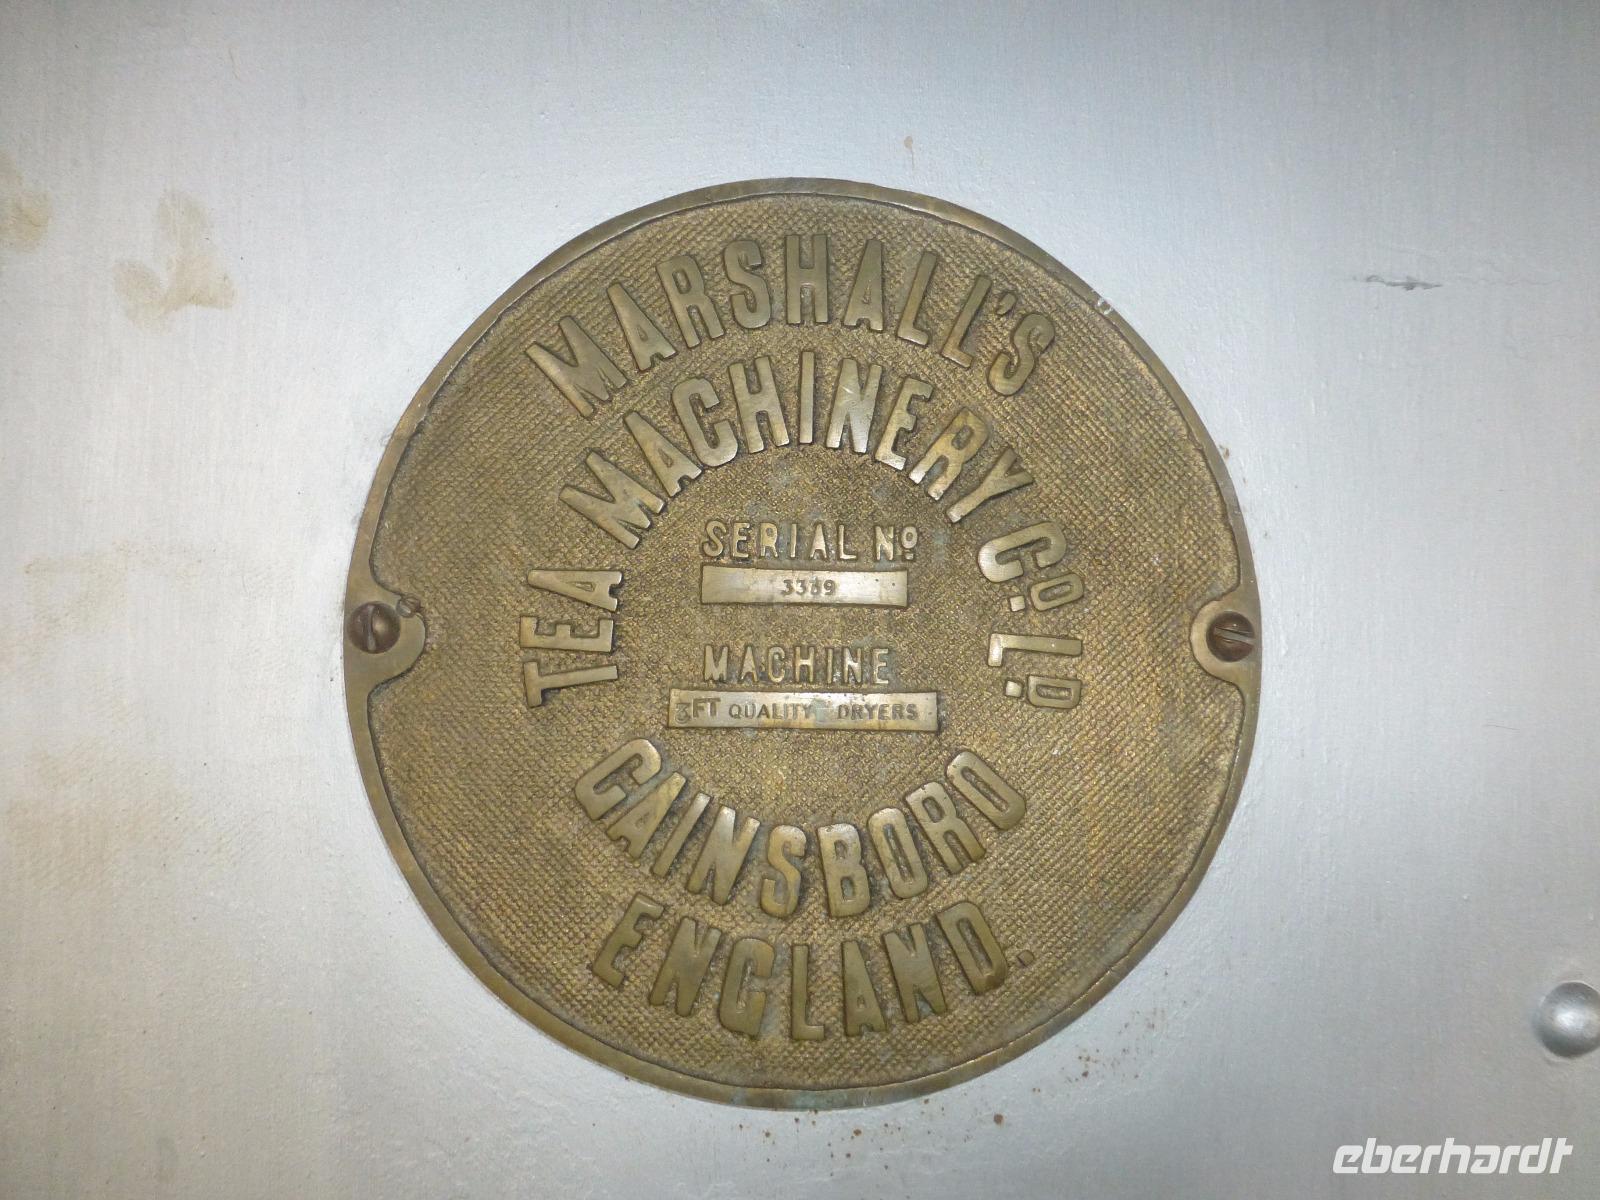 MARSHALL'S
TEA MACHINERY Co. LD.
SERIAL No
3389
MACHINE
3FT QUALITY DRYERS
GAINSBORO
ENGLAND.
eberhardt